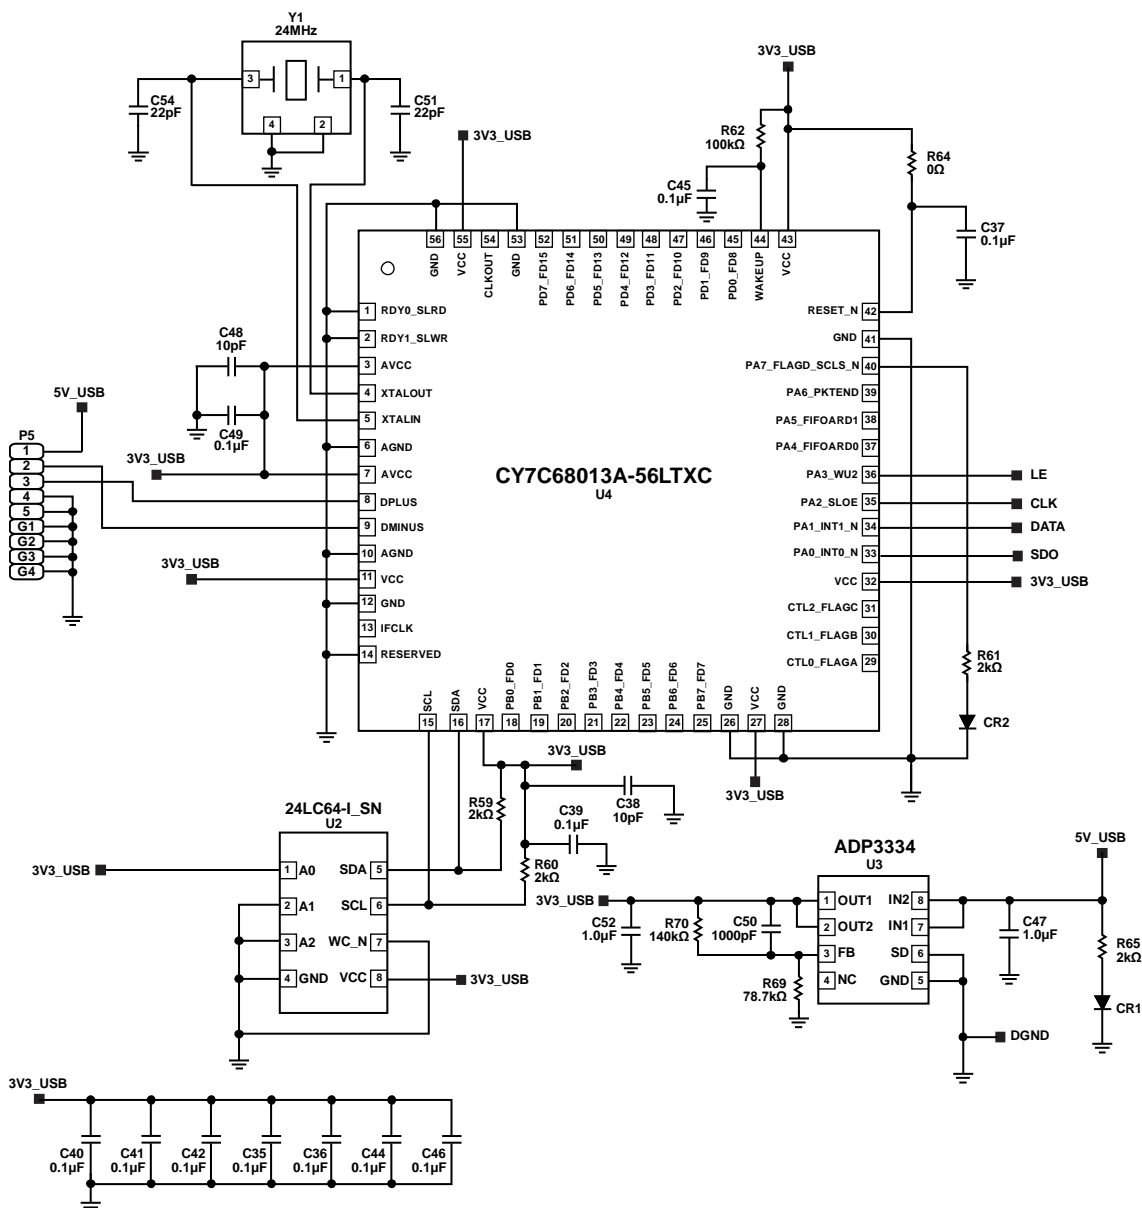 Y1
24MHz
3
1
4
2
C54
22pF
C51
22pF
3V3_USB
3V3_USB
R62
100kΩ
R64
0Ω
C45
0.1µF
C37
0.1µF
56
55
54
53
52
51
50
49
48
47
46
45
44
43
GND
VCC
CLKOUT
GND
PD7_FD15
PD6_FD14
PD5_FD13
PD4_FD12
PD3_FD11
PD2_FD10
PD1_FD9
PD0_FD8
WAKEUP
VCC
1 RDY0_SLRD
2 RDY1_SLWR
3 AVCC
4 XTALOUT
5 XTALIN
6 AGND
7 AVCC
8 DPLUS
9 DMINUS
10 AGND
11 VCC
12 GND
13 IFCLK
14 RESERVED
RESET_N 42
GND 41
PA7_FLAGD_SCLS_N 40
PA6_PKTEND 39
PA5_FIFOARD1 38
PA4_FIFOARD0 37
PA3_WU2 36
PA2_SLOE 35
PA1_INT1_N 34
PA0_INT0_N 33
VCC 32
CTL2_FLAGC 31
CTL1_FLAGB 30
CTL0_FLAGA 29
CY7C68013A-56LTXC
U4
C48
10pF
C49
0.1µF
5V_USB
P5
1
2
3
4
5
G1
G2
G3
G4
3V3_USB
3V3_USB
LE
CLK
DATA
SDO
3V3_USB
R61
2kΩ
CR2
SCL
SDA
VCC
PB0_FD0
PB1_FD1
PB2_FD2
PB3_FD3
PB4_FD4
PB5_FD5
PB6_FD6
PB7_FD7
GND
VCC
GND
15
16
17
18
19
20
21
22
23
24
25
26
27
28
3V3_USB
3V3_USB
R59
2kΩ
C38
10pF
C39
0.1µF
R60
2kΩ
24LC64-I_SN
U2
3V3_USB
1 A0
2 A1
3 A2
4 GND
SDA 5
SCL 6
WC_N 7
VCC 8
3V3_USB
ADP3334
U3
5V_USB
3V3_USB
1 OUT1
2 OUT2
3 FB
4 NC
IN2 8
IN1 7
SD 6
GND 5
C52
1.0µF
R70
140kΩ
C50
1000pF
R69
78.7kΩ
C47
1.0µF
R65
2kΩ
CR1
DGND
3V3_USB
C40
0.1µF
C41
0.1µF
C42
0.1µF
C35
0.1µF
C36
0.1µF
C44
0.1µF
C46
0.1µF